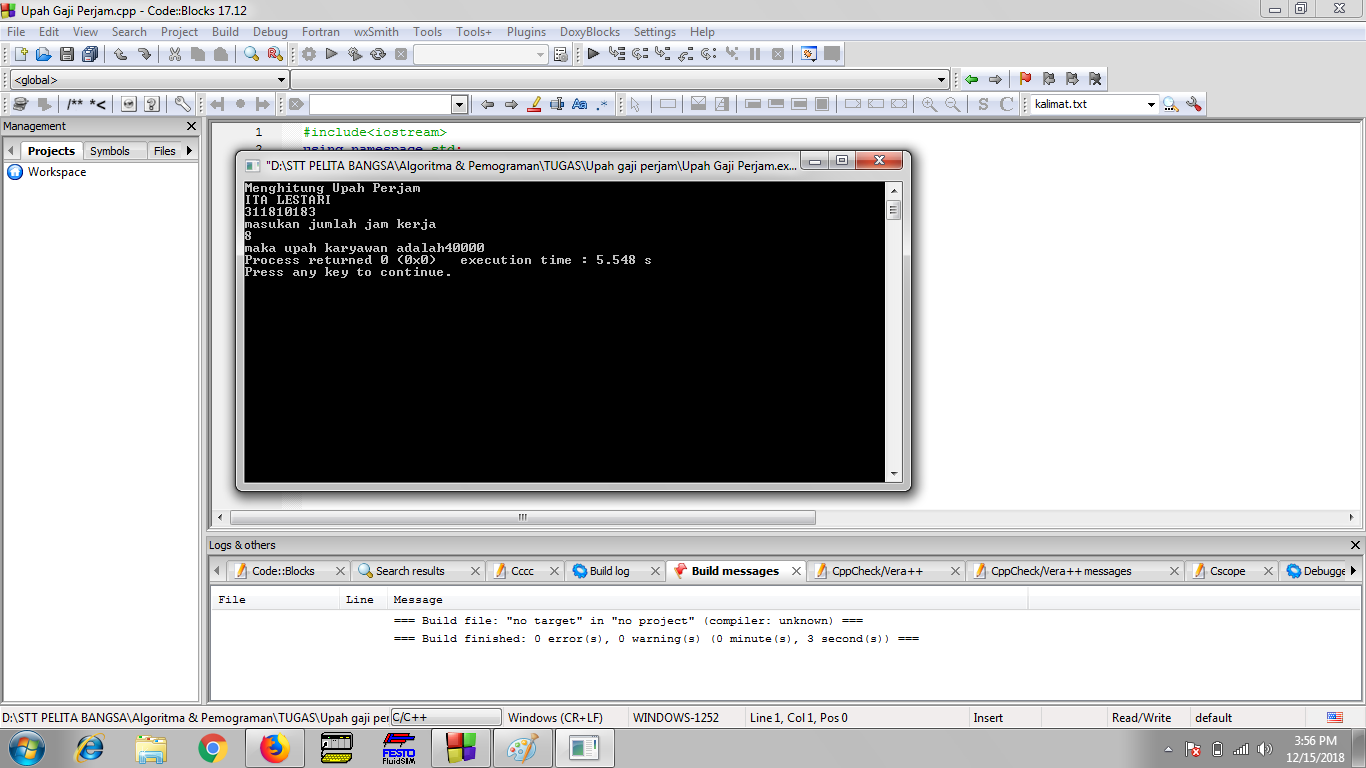 Upah Gaji Perjam.cpp - Code::Blocks 17.12
File Edit View Search Project Build Debug Fortran wxSmith Tools Tools+ Plugins DoxyBlocks Settings Help
<global>
/** *< Aa .* S C kalimat.txt
Management
Projects Symbols Files
Workspace
1 #include<iostream>
2 using namespace std;
"D:\STT PELITA BANGSA\Algoritma & Pemograman\TUGAS\Upah gaji perjam\Upah Gaji Perjam.ex...
Menghitung Upah Perjam
ITA LESTARI
311810183
masukan jumlah jam kerja
8
maka upah karyawan adalah40000
Process returned 0 (0x0)   execution time : 5.548 s
Press any key to continue.
Logs & others
Code::Blocks Search results Cccc Build log Build messages CppCheck/Vera++ CppCheck/Vera++ messages Cscope Debugge
File Line Message
=== Build file: "no target" in "no project" (compiler: unknown) ===
=== Build finished: 0 error(s), 0 warning(s) (0 minute(s), 3 second(s)) ===
D:\STT PELITA BANGSA\Algoritma & Pemograman\TUGAS\Upah gaji per C/C++ Windows (CR+LF) WINDOWS-1252 Line 1, Col 1, Pos 0 Insert Read/Write default
FESTO
FluidSIM
3:56 PM
12/15/2018